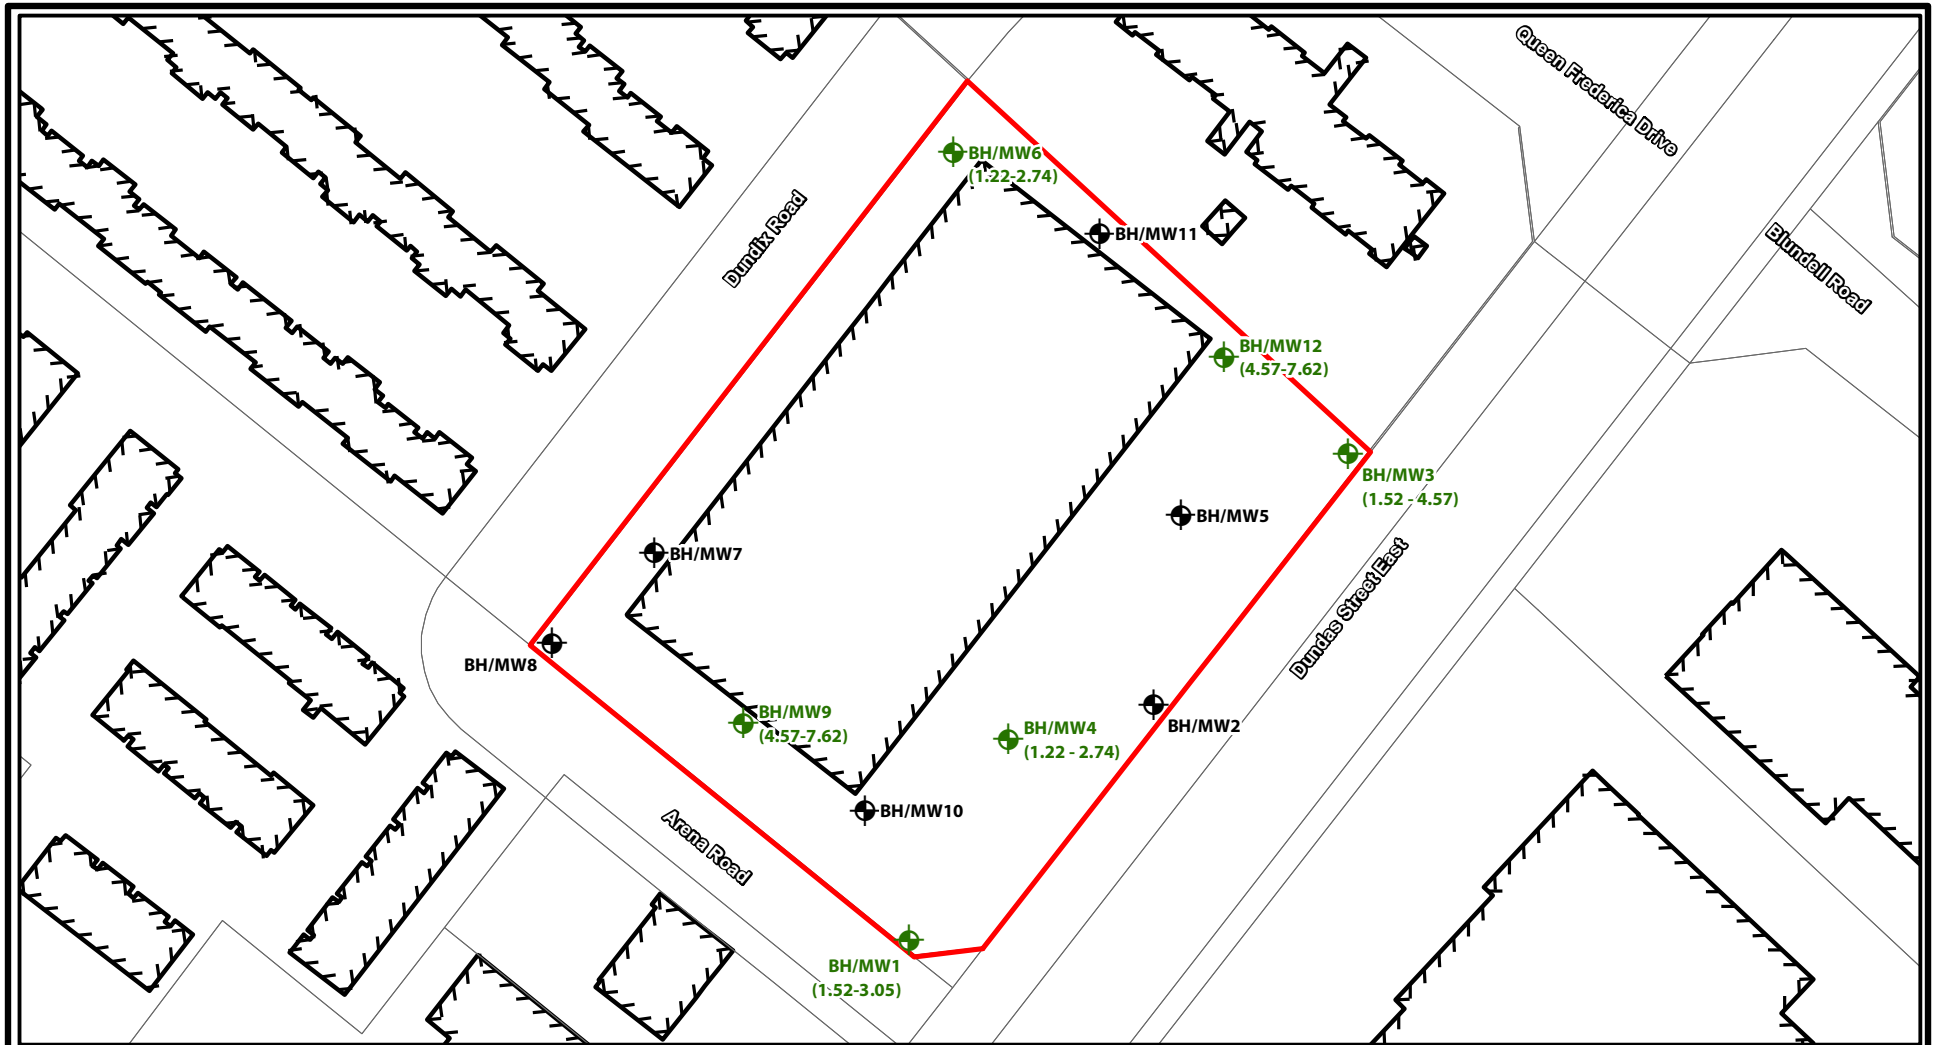 Queen Frederica Drive
BH/MW6
(1.22-2.74)
Dundix Road
BH/MW11
Blundell Road
BH/MW12
(4.57-7.62)
BH/MW3
(1.52 - 4.57)
BH/MW5
BH/MW7
Dundas Street East
BH/MW8
BH/MW9
(4.57-7.62)
BH/MW4
(1.22 - 2.74)
BH/MW2
BH/MW10
Arena Road
BH/MW1
(1.52-3.05)